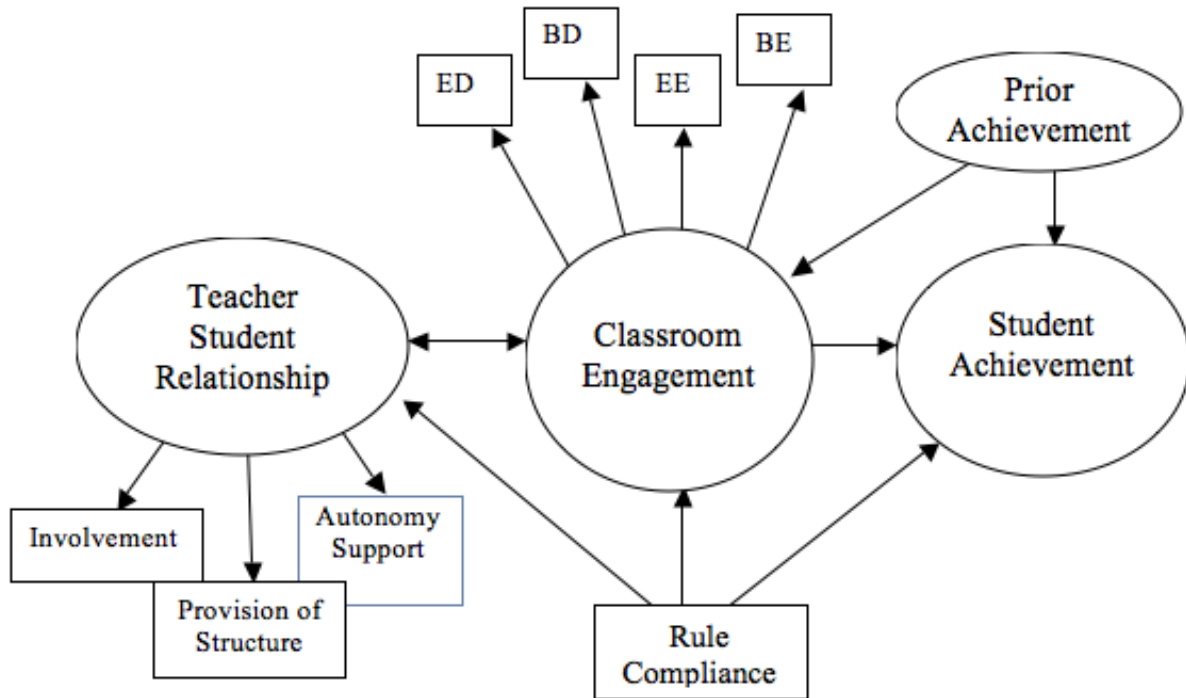 BD
BE
ED
EE
Prior
Achievement
Teacher
Student
Relationship
Classroom
Engagement
Student
Achievement
Involvement
Autonomy
Support
Provision of
Structure
Rule
Compliance